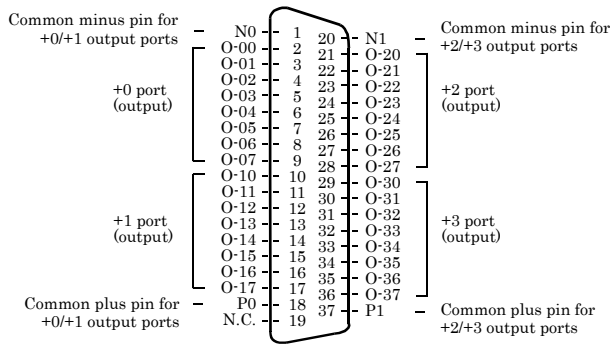 Common minus pin for
+0/+1 output ports
+0 port
(output)
+1 port
(output)
Common plus pin for
+0/+1 output ports
N0 1
O-00 2
O-01 3
O-02 4
O-03 5
O-04 6
O-05 7
O-06 8
O-07 9
O-10 10
O-11 11
O-12 12
O-13 13
O-14 14
O-15 15
O-16 16
O-17 17
P0 18
N.C. 19
20 N1
21 O-20
22 O-21
23 O-22
24 O-23
25 O-24
26 O-25
27 O-26
28 O-27
29 O-30
30 O-31
31 O-32
32 O-33
33 O-34
34 O-35
35 O-36
36 O-37
37 P1
Common minus pin for
+2/+3 output ports
+2 port
(output)
+3 port
(output)
Common plus pin for
+2/+3 output ports